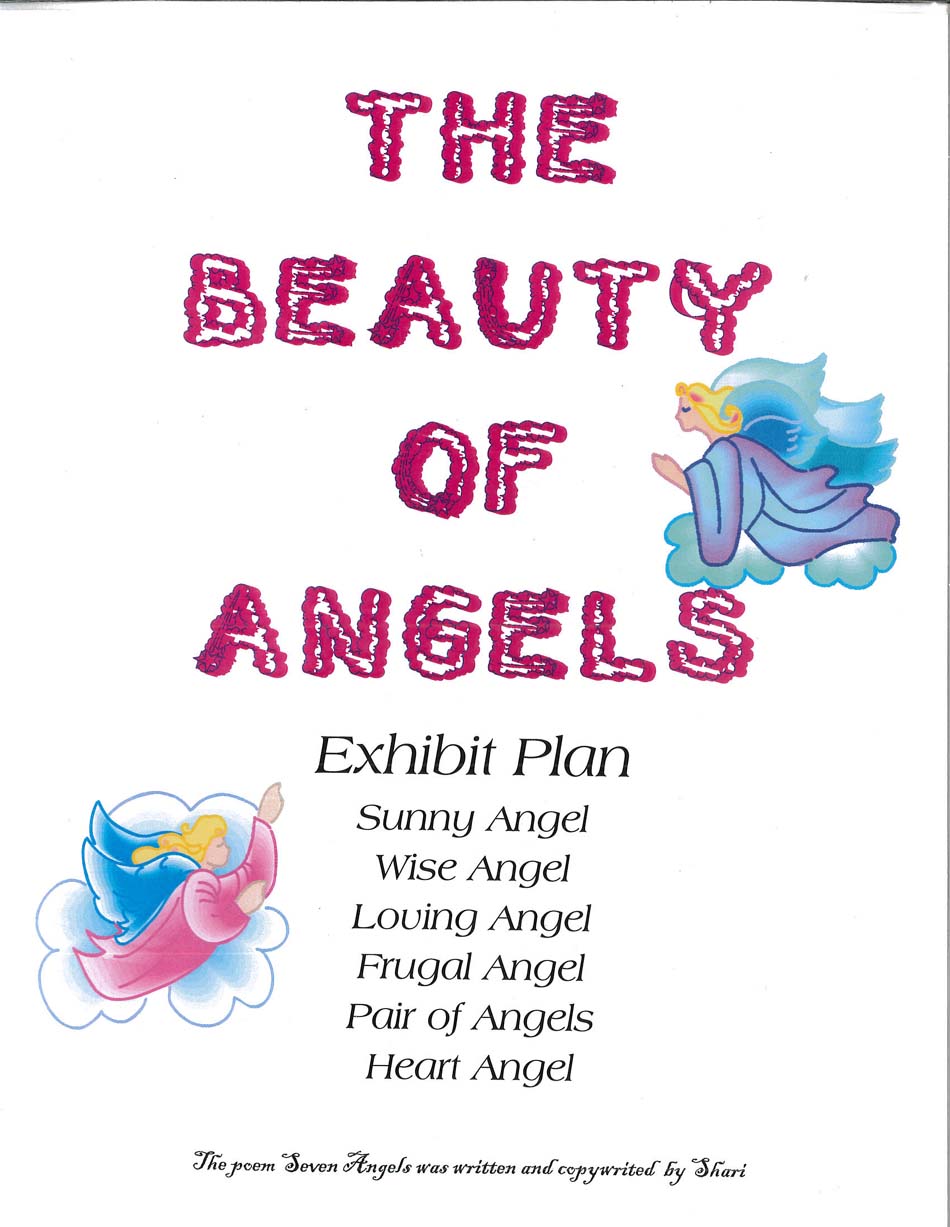 THE
BEAUTY
OF
ANGELS
Exhibit Plan
Sunny Angel
Wise Angel
Loving Angel
Frugal Angel
Pair of Angels
Heart Angel
The poem Seven Angels was written and copywrited by Shari